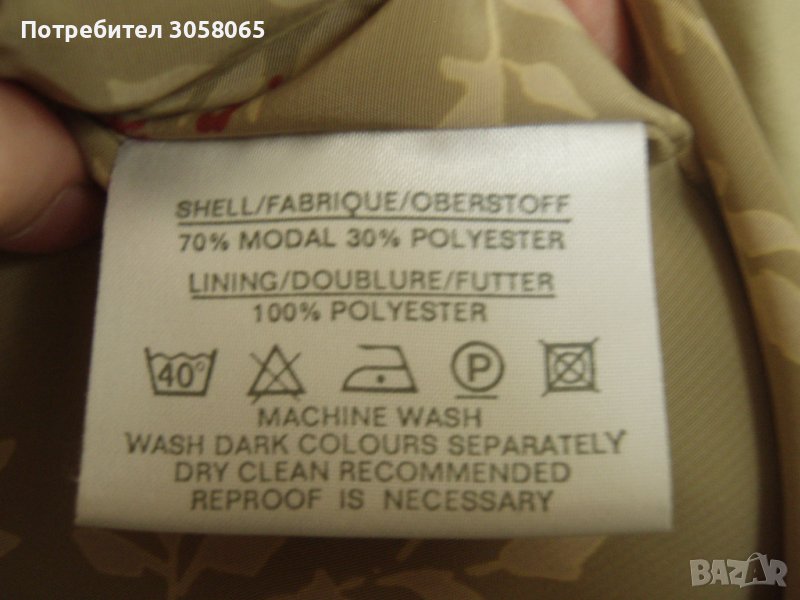 Потребител 3058065
SHELL/FABRIQUE/OBERSTOFF
70% MODAL 30% POLYESTER
LINING/DOUBLURE/FUTTER
100% POLYESTER
40° P
MACHINE WASH
WASH DARK COLOURS SEPARATELY
DRY CLEAN RECOMMENDED
REPROOF IS NECESSARY
BAZAR